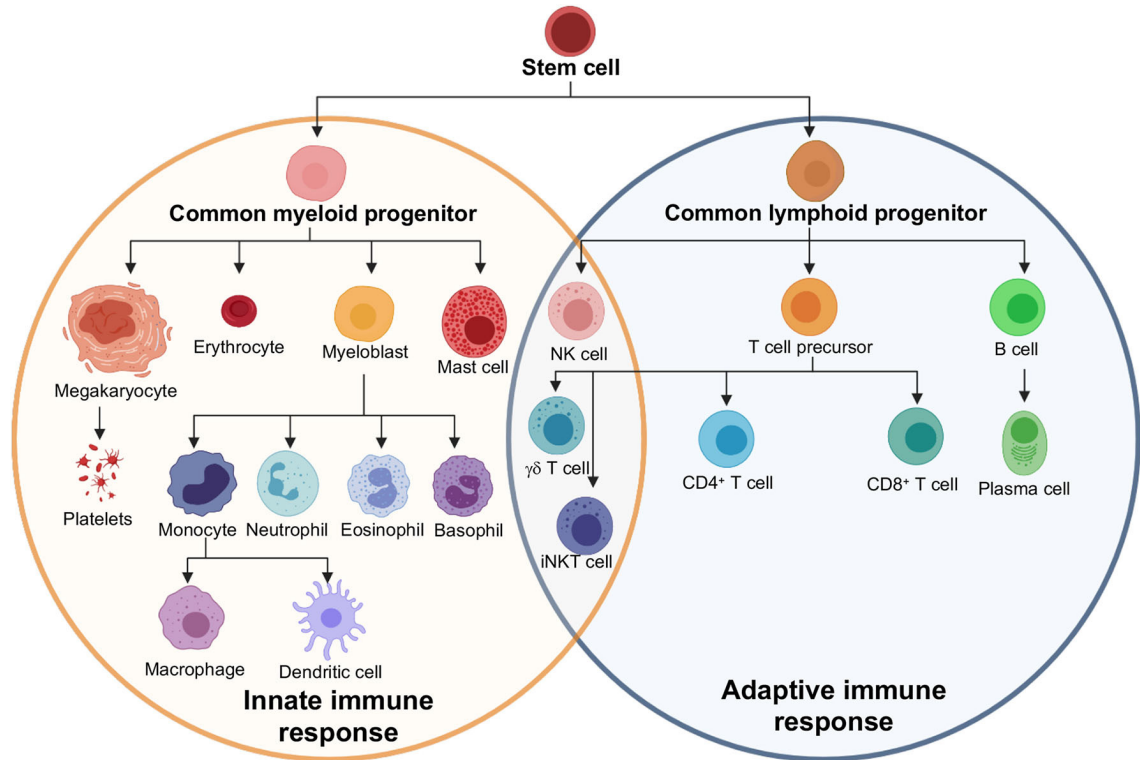 Stem cell
Common myeloid progenitor
Common lymphoid progenitor
Megakaryocyte
Erythrocyte
Myeloblast
Mast cell
NK cell
T cell precursor
B cell
Platelets
Monocyte
Neutrophil
Eosinophil
Basophil
γδ T cell
CD4⁺ T cell
CD8⁺ T cell
Plasma cell
iNKT cell
Macrophage
Dendritic cell
Innate immune
response
Adaptive immune
response